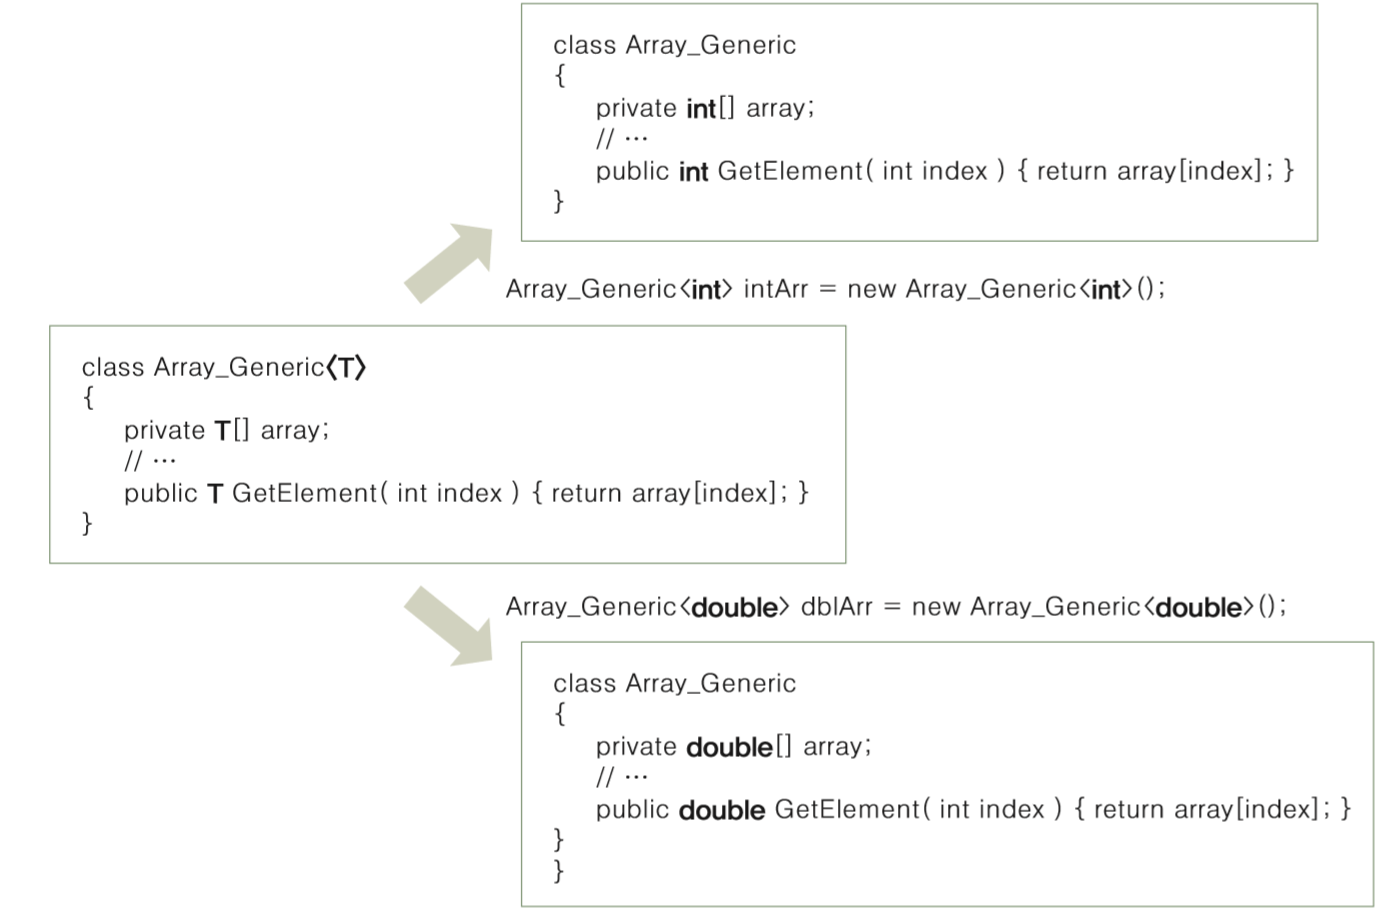 class Array_Generic
{
private int[] array;
// …
public int GetElement( int index ) { return array[index]; }
}
Array_Generic<int> intArr = new Array_Generic<int>();
class Array_Generic<T>
{
private T[] array;
// …
public T GetElement( int index ) { return array[index]; }
}
Array_Generic<double> dblArr = new Array_Generic<double>();
class Array_Generic
{
private double[] array;
// …
public double GetElement( int index ) { return array[index]; }
}
}